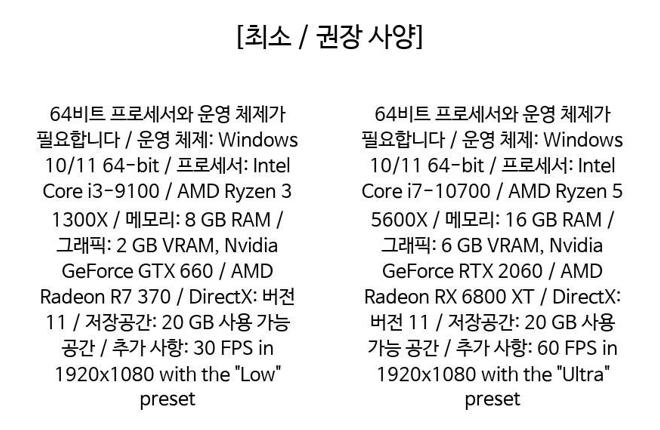 [최소 / 권장 사양]
64비트 프로세서와 운영 체제가
필요합니다 / 운영 체제: Windows
10/11 64-bit / 프로세서: Intel
Core i3-9100 / AMD Ryzen 3
1300X / 메모리: 8 GB RAM /
그래픽: 2 GB VRAM, Nvidia
GeForce GTX 660 / AMD
Radeon R7 370 / DirectX: 버전
11 / 저장공간: 20 GB 사용 가능
공간 / 추가 사항: 30 FPS in
1920x1080 with the "Low"
preset
64비트 프로세서와 운영 체제가
필요합니다 / 운영 체제: Windows
10/11 64-bit / 프로세서: Intel
Core i7-10700 / AMD Ryzen 5
5600X / 메모리: 16 GB RAM /
그래픽: 6 GB VRAM, Nvidia
GeForce RTX 2060 / AMD
Radeon RX 6800 XT / DirectX:
버전 11 / 저장공간: 20 GB 사용
가능 공간 / 추가 사항: 60 FPS in
1920x1080 with the "Ultra"
preset